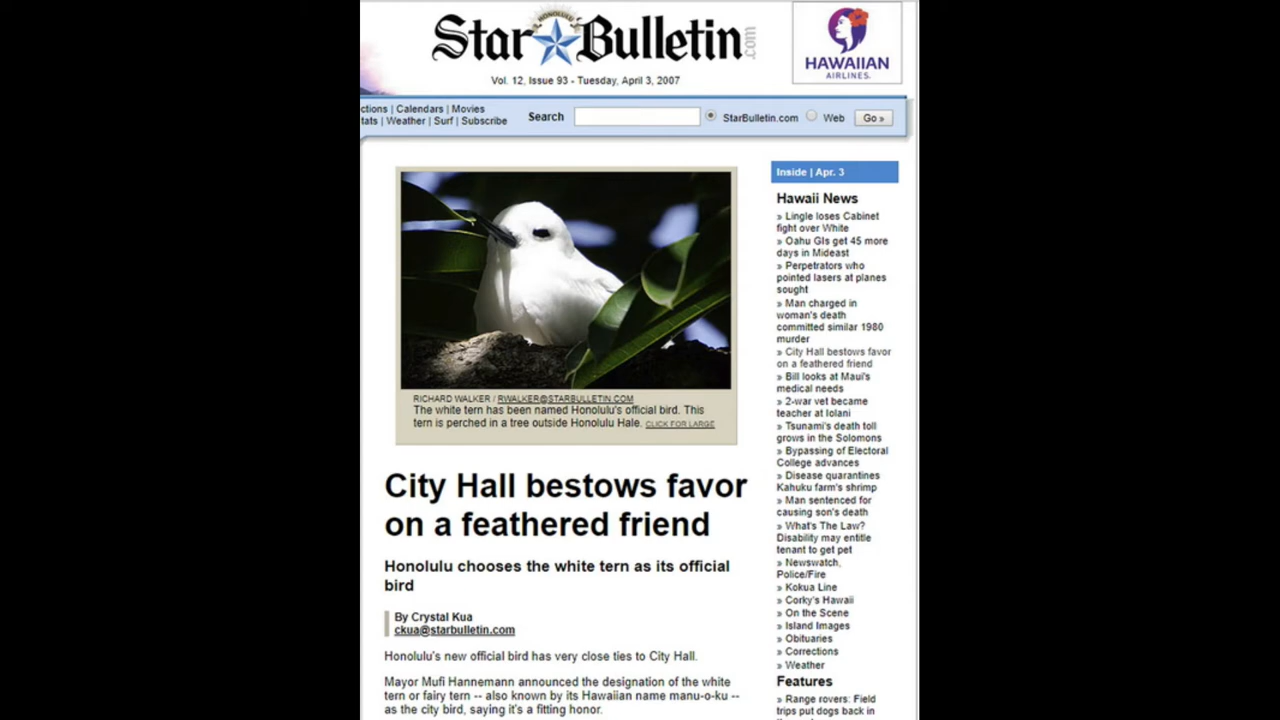 HONOLULU
Star Bulletin .com
HAWAIIAN
AIRLINES.
Vol. 12, Issue 93 - Tuesday, April 3, 2007
ctions | Calendars | Movies
tats | Weather | Surf | Subscribe
Search
StarBulletin.com
Web
Go »
RICHARD WALKER / RWALKER@STARBULLETIN.COM
The white tern has been named Honolulu's official bird. This
tern is perched in a tree outside Honolulu Hale. CLICK FOR LARGE
City Hall bestows favor
on a feathered friend
Honolulu chooses the white tern as its official
bird
By Crystal Kua
ckua@starbulletin.com
Honolulu's new official bird has very close ties to City Hall.
Mayor Mufi Hannemann announced the designation of the white
tern or fairy tern -- also known by its Hawaiian name manu-o-ku --
as the city bird, saying it's a fitting honor.
Inside | Apr. 3
Hawaii News
» Lingle loses Cabinet
fight over White
» Oahu GIs get 45 more
days in Mideast
» Perpetrators who
pointed lasers at planes
sought
» Man charged in
woman's death
committed similar 1980
murder
» City Hall bestows favor
on a feathered friend
» Bill looks at Maui's
medical needs
» 2-war vet became
teacher at Iolani
» Tsunami's death toll
grows in the Solomons
» Bypassing of Electoral
College advances
» Disease quarantines
Kahuku farm's shrimp
» Man sentenced for
causing son's death
» What's The Law?
Disability may entitle
tenant to get pet
» Newswatch,
Police/Fire
» Kokua Line
» Corky's Hawaii
» On the Scene
» Island Images
» Obituaries
» Corrections
» Weather
Features
» Range rovers: Field
trips put dogs back in